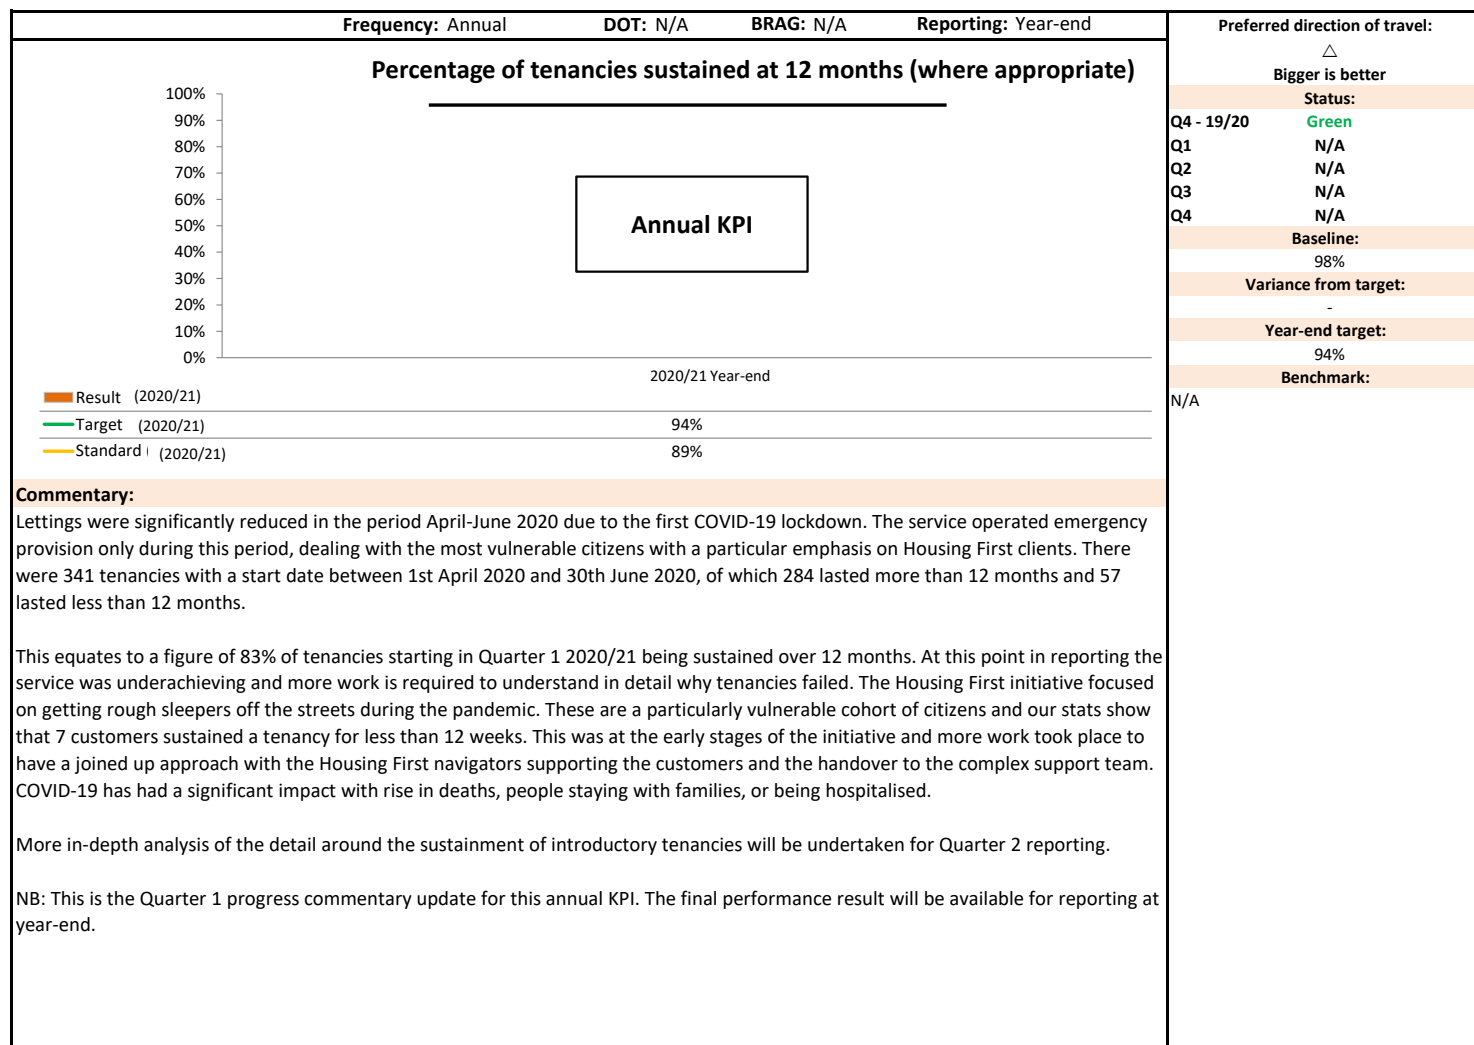 Frequency: Annual DOT: N/A BRAG: N/A Reporting: Year-end
Percentage of tenancies sustained at 12 months (where appropriate)
100%
90%
80%
70%
60%
50%
40%
30%
20%
10%
0%
Annual KPI
2020/21 Year-end
Result (2020/21)
Target (2020/21) 94%
Standard (2020/21) 89%
Commentary:
Lettings were significantly reduced in the period April-June 2020 due to the first COVID-19 lockdown. The service operated emergency
provision only during this period, dealing with the most vulnerable citizens with a particular emphasis on Housing First clients. There
were 341 tenancies with a start date between 1st April 2020 and 30th June 2020, of which 284 lasted more than 12 months and 57
lasted less than 12 months.
This equates to a figure of 83% of tenancies starting in Quarter 1 2020/21 being sustained over 12 months. At this point in reporting the
service was underachieving and more work is required to understand in detail why tenancies failed. The Housing First initiative focused
on getting rough sleepers off the streets during the pandemic. These are a particularly vulnerable cohort of citizens and our stats show
that 7 customers sustained a tenancy for less than 12 weeks. This was at the early stages of the initiative and more work took place to
have a joined up approach with the Housing First navigators supporting the customers and the handover to the complex support team.
COVID-19 has had a significant impact with rise in deaths, people staying with families, or being hospitalised.
More in-depth analysis of the detail around the sustainment of introductory tenancies will be undertaken for Quarter 2 reporting.
NB: This is the Quarter 1 progress commentary update for this annual KPI. The final performance result will be available for reporting at
year-end.
Preferred direction of travel:
△
Bigger is better
Status:
Q4 - 19/20 Green
Q1 N/A
Q2 N/A
Q3 N/A
Q4 N/A
Baseline:
98%
Variance from target:
-
Year-end target:
94%
Benchmark:
N/A